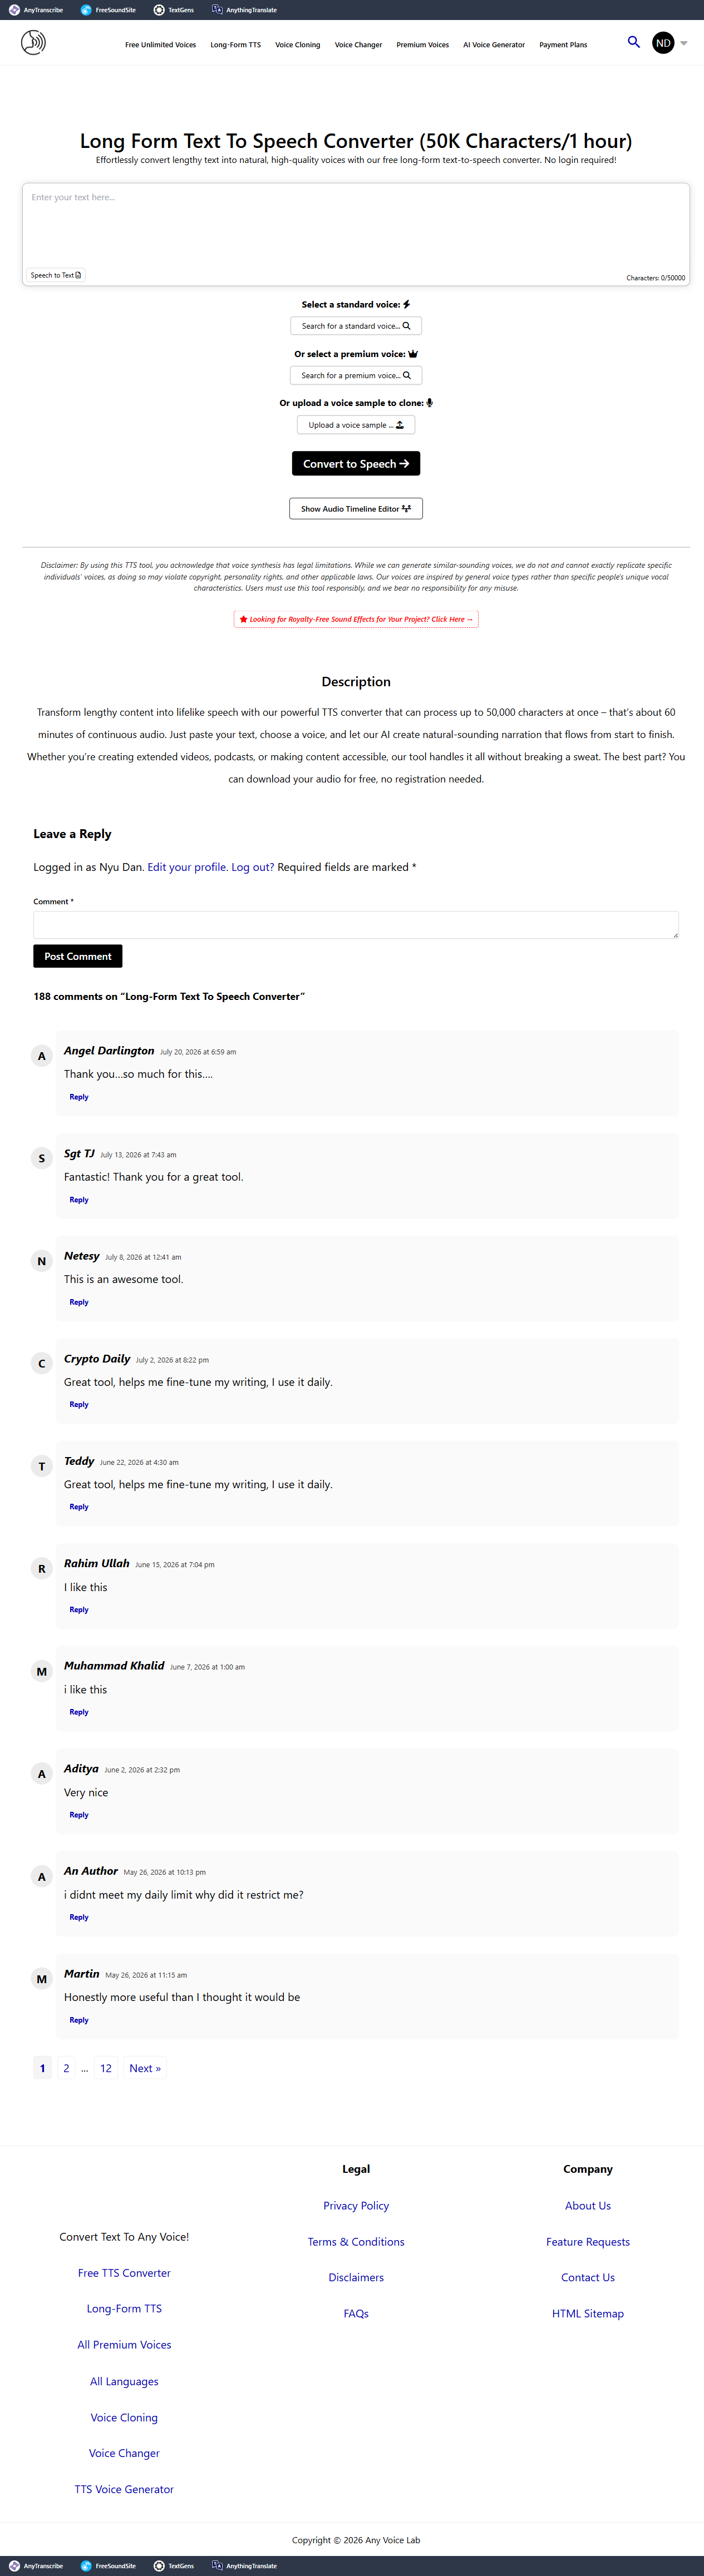 AnyTranscribe FreeSoundSite TextGens AnythingTranslate
Free Unlimited Voices Long-Form TTS Voice Cloning Voice Changer Premium Voices AI Voice Generator Payment Plans ND
Long Form Text To Speech Converter (50K Characters/1 hour)
Effortlessly convert lengthy text into natural, high-quality voices with our free long-form text-to-speech converter. No login required!
Enter your text here...
Speech to Text Characters: 0/50000
Select a standard voice:
Search for a standard voice...
Or select a premium voice:
Search for a premium voice...
Or upload a voice sample to clone:
Upload a voice sample ...
Convert to Speech
Show Audio Timeline Editor
Disclaimer: By using this TTS tool, you acknowledge that voice synthesis has legal limitations. While we can generate similar-sounding voices, we do not and cannot exactly replicate specific
individuals' voices, as doing so may violate copyright, personality rights, and other applicable laws. Our voices are inspired by general voice types rather than specific people's unique vocal
characteristics. Users must use this tool responsibly, and we bear no responsibility for any misuse.
Looking for Royalty-Free Sound Effects for Your Project? Click Here →
Description
Transform lengthy content into lifelike speech with our powerful TTS converter that can process up to 50,000 characters at once – that's about 60
minutes of continuous audio. Just paste your text, choose a voice, and let our AI create natural-sounding narration that flows from start to finish.
Whether you're creating extended videos, podcasts, or making content accessible, our tool handles it all without breaking a sweat. The best part? You
can download your audio for free, no registration needed.
Leave a Reply
Logged in as Nyu Dan. Edit your profile. Log out? Required fields are marked *
Comment *
Post Comment
188 comments on “Long-Form Text To Speech Converter”
A
Angel Darlington July 20, 2026 at 6:59 am
Thank you...so much for this....
Reply
S
Sgt TJ July 13, 2026 at 7:43 am
Fantastic! Thank you for a great tool.
Reply
N
Netesy July 8, 2026 at 12:41 am
This is an awesome tool.
Reply
C
Crypto Daily July 2, 2026 at 8:22 pm
Great tool, helps me fine-tune my writing, I use it daily.
Reply
T
Teddy June 22, 2026 at 4:30 am
Great tool, helps me fine-tune my writing, I use it daily.
Reply
R
Rahim Ullah June 15, 2026 at 7:04 pm
I like this
Reply
M
Muhammad Khalid June 7, 2026 at 1:00 am
i like this
Reply
A
Aditya June 2, 2026 at 2:32 pm
Very nice
Reply
A
An Author May 26, 2026 at 10:13 pm
i didnt meet my daily limit why did it restrict me?
Reply
M
Martin May 26, 2026 at 11:15 am
Honestly more useful than I thought it would be
Reply
1 2 ... 12 Next »
Convert Text To Any Voice!
Free TTS Converter
Long-Form TTS
All Premium Voices
All Languages
Voice Cloning
Voice Changer
TTS Voice Generator
Legal
Privacy Policy
Terms & Conditions
Disclaimers
FAQs
Company
About Us
Feature Requests
Contact Us
HTML Sitemap
Copyright © 2026 Any Voice Lab
AnyTranscribe FreeSoundSite TextGens AnythingTranslate